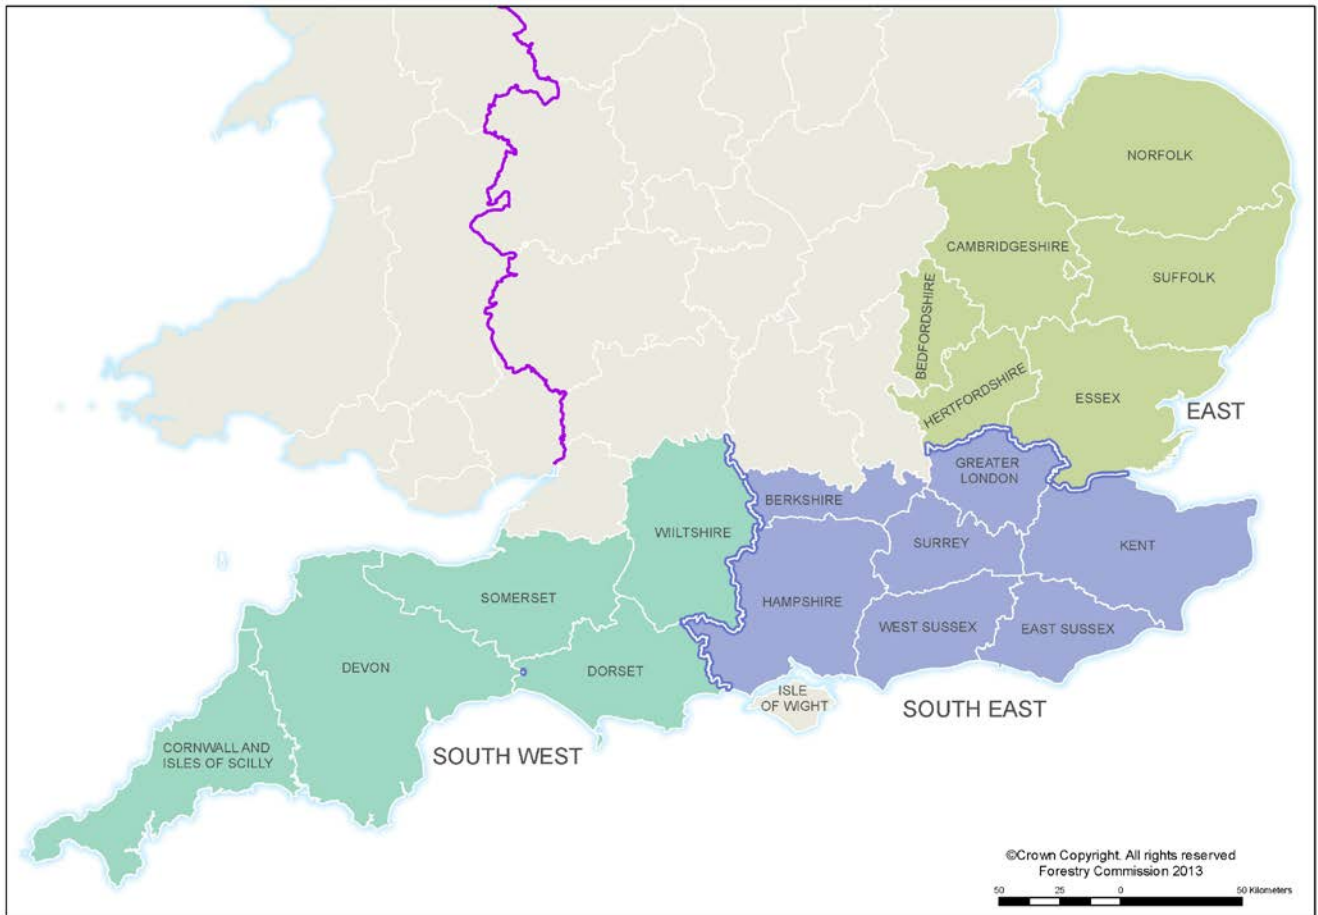 NORFOLK
CAMBRIDGESHIRE
SUFFOLK
BEDFORDSHIRE
HERTFORDSHIRE
ESSEX
EAST
GREATER
LONDON
BERKSHIRE
WIILTSHIRE
SURREY
KENT
SOMERSET
HAMPSHIRE
WEST SUSSEX
EAST SUSSEX
DEVON
DORSET
ISLE
OF WIGHT
SOUTH EAST
CORNWALL AND
ISLES OF SCILLY
SOUTH WEST
©Crown Copyright. All rights reserved
Forestry Commission 2013
50 25 0 50 Kilometers